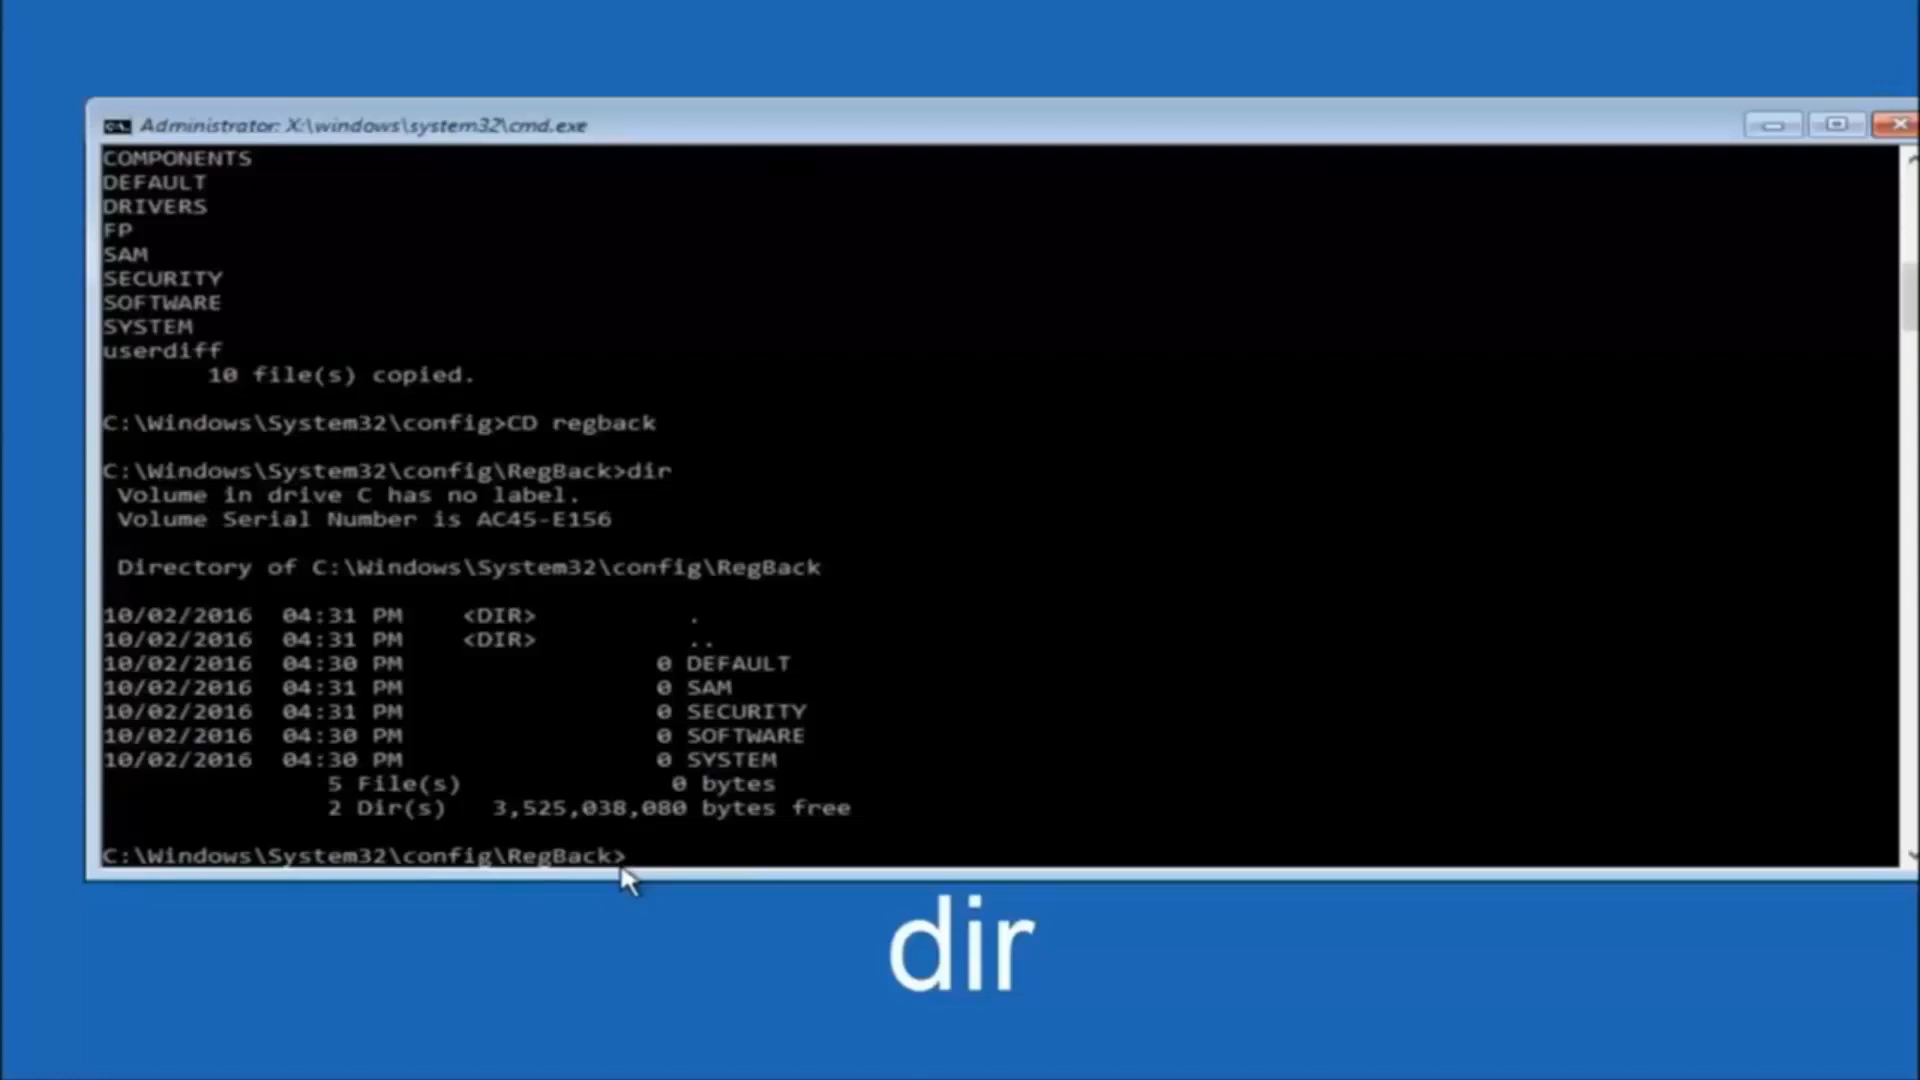 Administrator: X:\windows\system32\cmd.exe
COMPONENTS
DEFAULT
DRIVERS
FP
SAM
SECURITY
SOFTWARE
SYSTEM
userdiff
10 file(s) copied.
C:\Windows\System32\config>CD regback
C:\Windows\System32\config\RegBack>dir
Volume in drive C has no label.
Volume Serial Number is AC45-E156
Directory of C:\Windows\System32\config\RegBack
10/02/2016 04:31 PM <DIR> .
10/02/2016 04:31 PM <DIR> ..
10/02/2016 04:30 PM 0 DEFAULT
10/02/2016 04:31 PM 0 SAM
10/02/2016 04:31 PM 0 SECURITY
10/02/2016 04:30 PM 0 SOFTWARE
10/02/2016 04:30 PM 0 SYSTEM
5 File(s) 0 bytes
2 Dir(s) 3,525,038,080 bytes free
C:\Windows\System32\config\RegBack>
dir